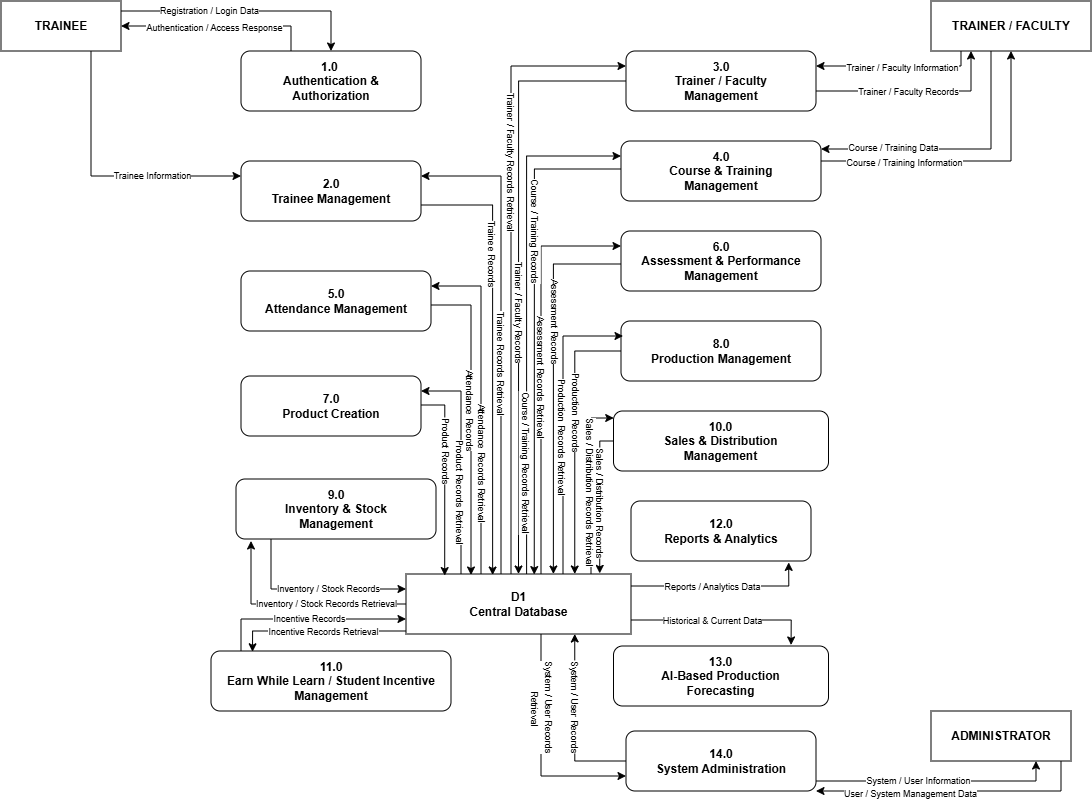 TRAINEE
Registration / Login Data
Authentication / Access Response
TRAINER / FACULTY
1.0
Authentication &
Authorization
3.0
Trainer / Faculty
Management
Trainer / Faculty Information
Trainer / Faculty Records
Trainee Information
2.0
Trainee Management
4.0
Course & Training
Management
Course / Training Data
Course / Training Information
6.0
Assessment & Performance
Management
5.0
Attendance Management
8.0
Production Management
7.0
Product Creation
10.0
Sales & Distribution
Management
9.0
Inventory & Stock
Management
12.0
Reports & Analytics
Product Records
Product Records Retrieval
Attendance Records
Attendance Records Retrieval
Trainee Records
Trainee Records Retrieval
Trainer / Faculty Records Retrieval
Trainer / Faculty Records
Course / Training Records Retrieval
Course / Training Records
Assessment Records Retrieval
Assessment Records
Production Records Retrieval
Production Records
Sales / Distribution Records Retrieval
Sales / Distribution Records
Inventory / Stock Records
Inventory / Stock Records Retrieval
Incentive Records
Incentive Records Retrieval
D1
Central Database
Reports / Analytics Data
Historical & Current Data
11.0
Earn While Learn / Student Incentive
Management
13.0
AI-Based Production
Forecasting
System / User Records
Retrieval
System / User Records
14.0
System Administration
ADMINISTRATOR
System / User Information
User / System Management Data